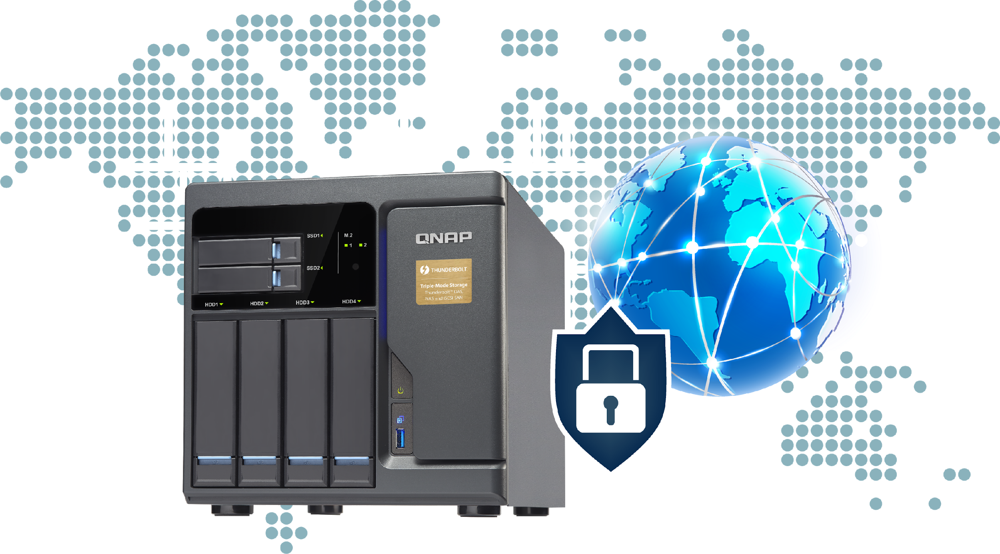 SSD1
M.2
1 2
SSD2
HDD1 HDD2 HDD3 HDD4
QNAP
THUNDERBOLT
Triple-Mode Storage
Thunderbolt™ DAS,
NAS and iSCSI SAN